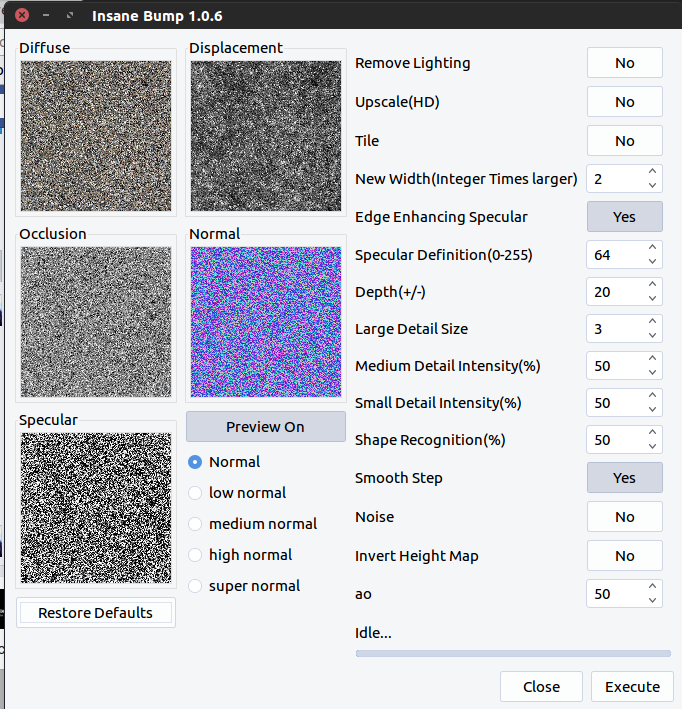 Insane Bump 1.0.6
Diffuse
Displacement
Occlusion
Normal
Specular
Preview On
Normal
low normal
medium normal
high normal
super normal
Restore Defaults
Remove Lighting No
Upscale(HD) No
Tile No
New Width(Integer Times larger) 2
Edge Enhancing Specular Yes
Specular Definition(0-255) 64
Depth(+/-) 20
Large Detail Size 3
Medium Detail Intensity(%) 50
Small Detail Intensity(%) 50
Shape Recognition(%) 50
Smooth Step Yes
Noise No
Invert Height Map No
ao 50
Idle...
Close Execute